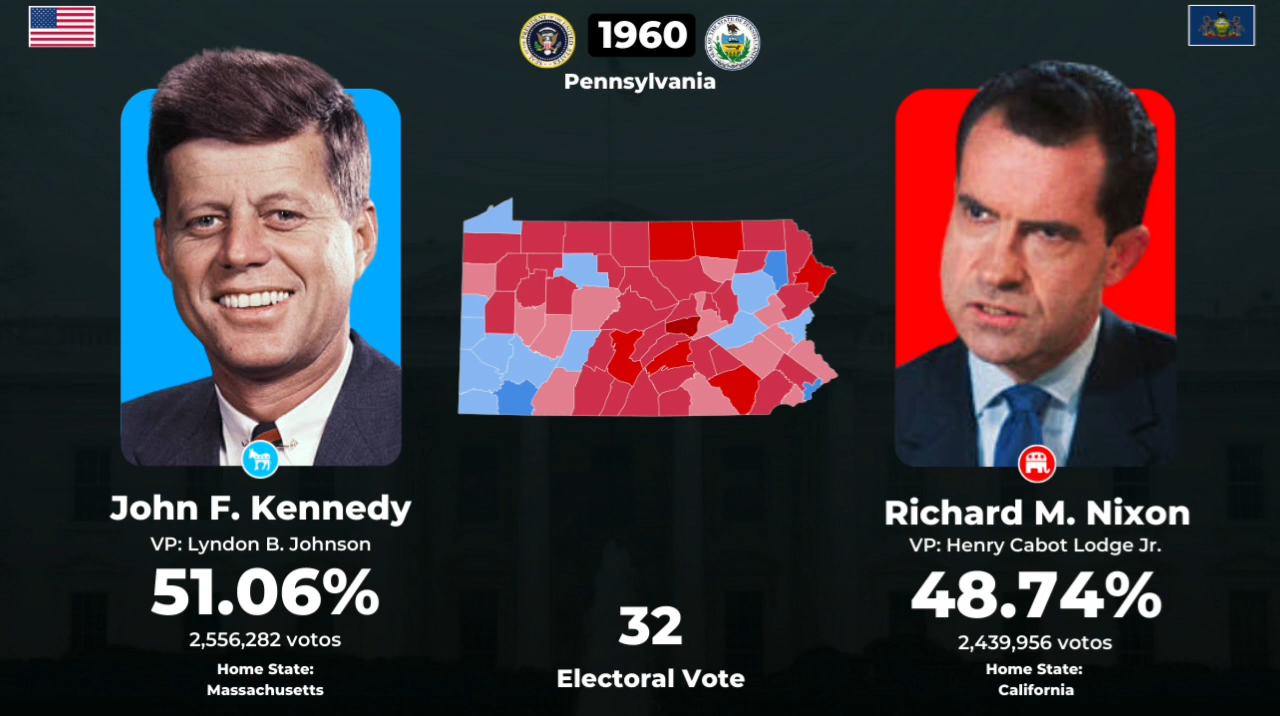 1960
Pennsylvania
John F. Kennedy
VP: Lyndon B. Johnson
51.06%
2,556,282 votos
Home State:
Massachusetts
32
Electoral Vote
Richard M. Nixon
VP: Henry Cabot Lodge Jr.
48.74%
2,439,956 votos
Home State:
California